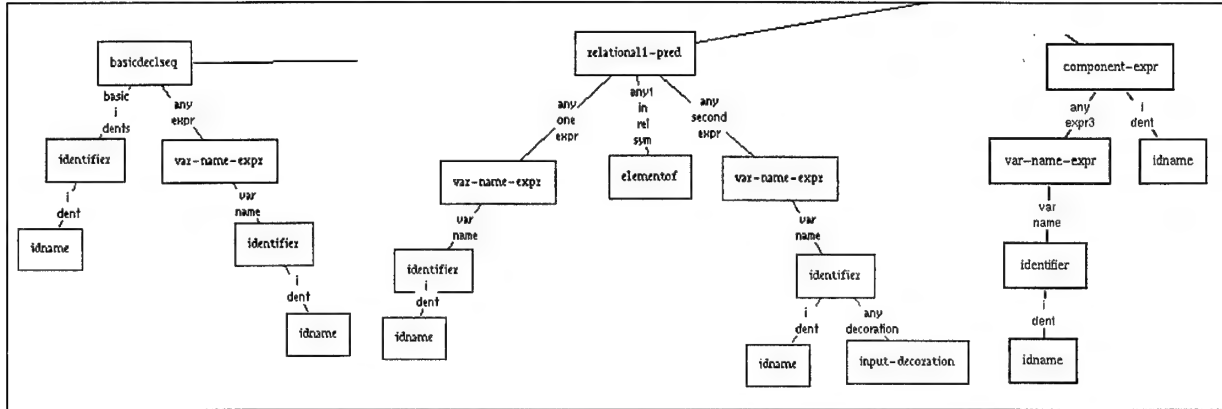 relational1-pred
basicdeclseq
component-expr
basic
i
dents
any
expr
any
one
expr
any1
in
rel
sym
any
second
expr
any
expr3
i
dent
identifier
var-name-expr
var-name-expr
elementof
var-name-expr
var-name-expr
idname
i
dent
var
name
var
name
var
name
var
name
idname
identifier
identifier
identifier
identifier
i
dent
i
dent
i
dent
any
decoration
i
dent
idname
idname
idname
input-decoration
idname